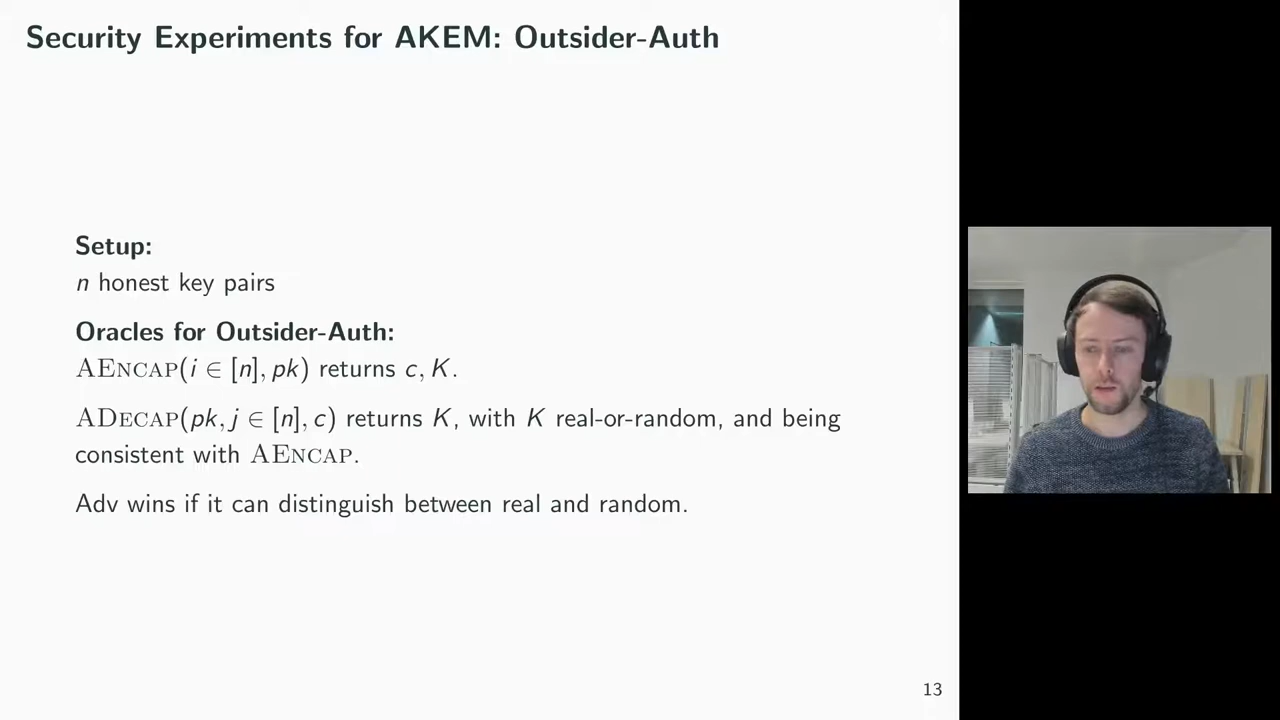 Security Experiments for AKEM: Outsider-Auth
Setup:
n honest key pairs
Oracles for Outsider-Auth:
AENCAP(i ∈ [n], pk) returns c, K.
ADECAP(pk, j ∈ [n], c) returns K, with K real-or-random, and being
consistent with AENCAP.
Adv wins if it can distinguish between real and random.
13